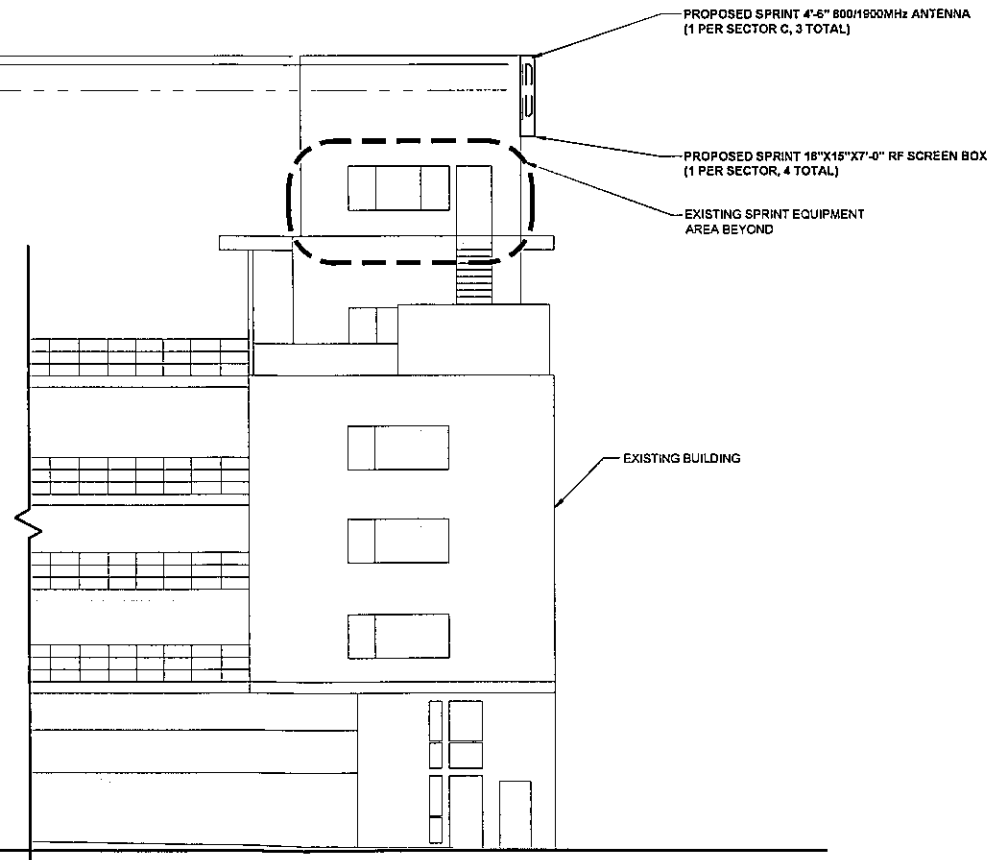 PROPOSED SPRINT 4'-6" 800/1900MHz ANTENNA
(1 PER SECTOR C, 3 TOTAL)
PROPOSED SPRINT 18"X15"X7'-0" RF SCREEN BOX
(1 PER SECTOR, 4 TOTAL)
EXISTING SPRINT EQUIPMENT
AREA BEYOND
EXISTING BUILDING